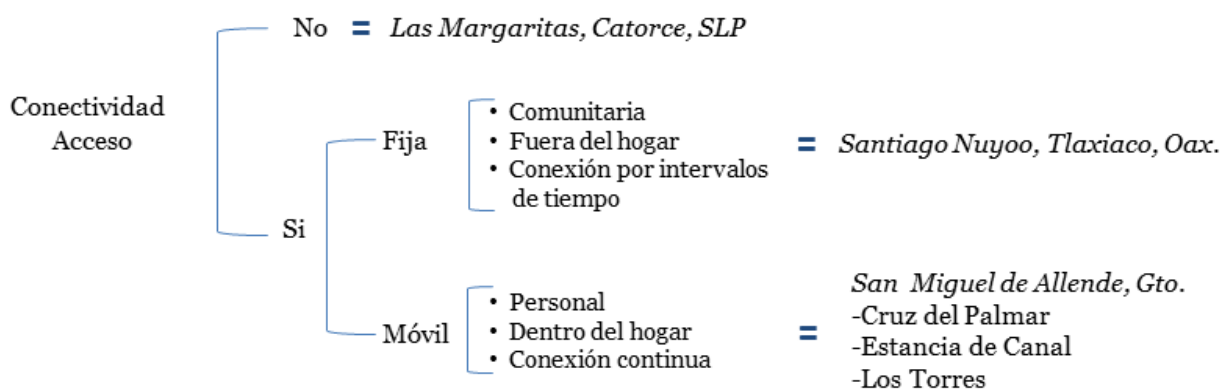 No = Las Margaritas, Catorce, SLP
Conectividad
Acceso
Si
Fija
• Comunitaria
• Fuera del hogar
• Conexión por intervalos
de tiempo
= Santiago Nuyoo, Tlaxiaco, Oax.
Móvil
• Personal
• Dentro del hogar
• Conexión continua
=
San Miguel de Allende, Gto.
-Cruz del Palmar
-Estancia de Canal
-Los Torres